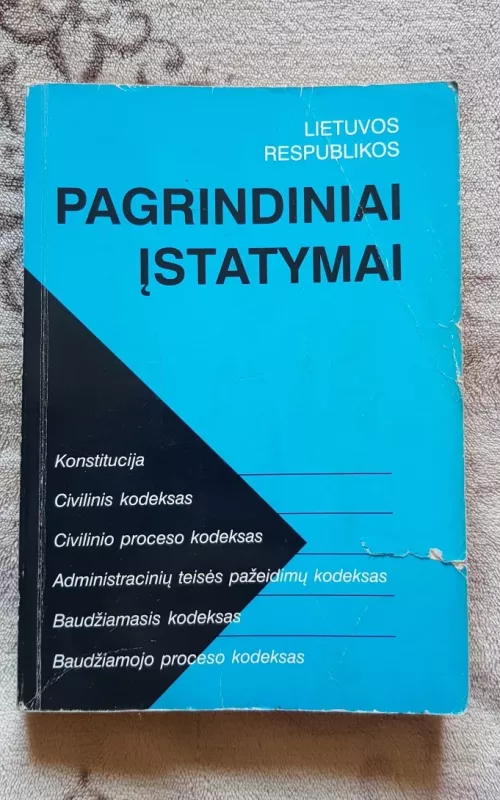 LIETUVOS
RESPUBLIKOS
PAGRINDINIAI
ĮSTATYMAI
Konstitucija
Civilinis kodeksas
Civilinio proceso kodeksas
Administracinių teisės pažeidimų kodeksas
Baudžiamasis kodeksas
Baudžiamojo proceso kodeksas